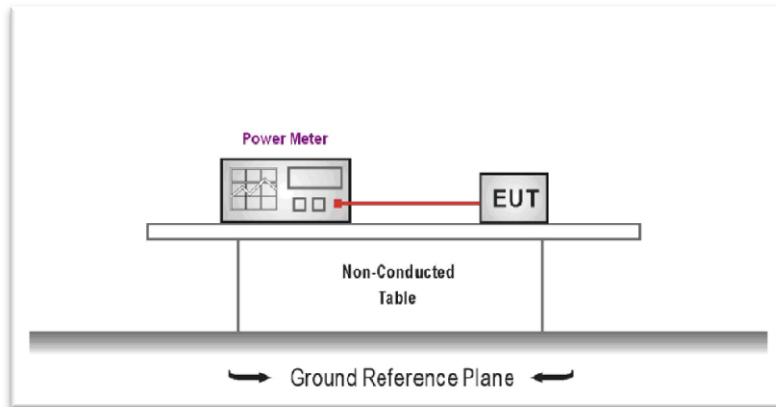 Power Meter
EUT
Non-Conducted
Table
Ground Reference Plane